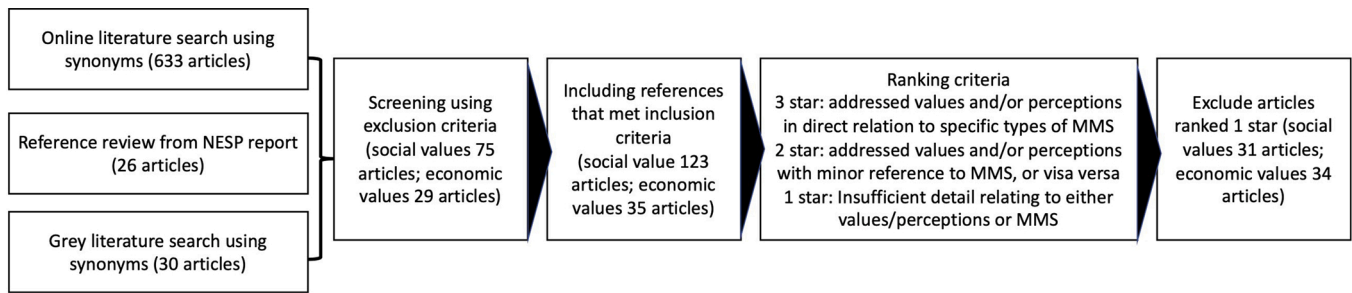 Online literature search using
synonyms (633 articles)
Reference review from NESP report
(26 articles)
Grey literature search using
synonyms (30 articles)
Screening using
exclusion criteria
(social values 75
articles; economic
values 29 articles)
Including references
that met inclusion
criteria
(social value 123
articles; economic
values 35 articles)
Ranking criteria
3 star: addressed values and/or perceptions
in direct relation to specific types of MMS
2 star: addressed values and/or perceptions
with minor reference to MMS, or visa versa
1 star: Insufficient detail relating to either
values/perceptions or MMS
Exclude articles
ranked 1 star (social
values 31 articles;
economic values 34
articles)